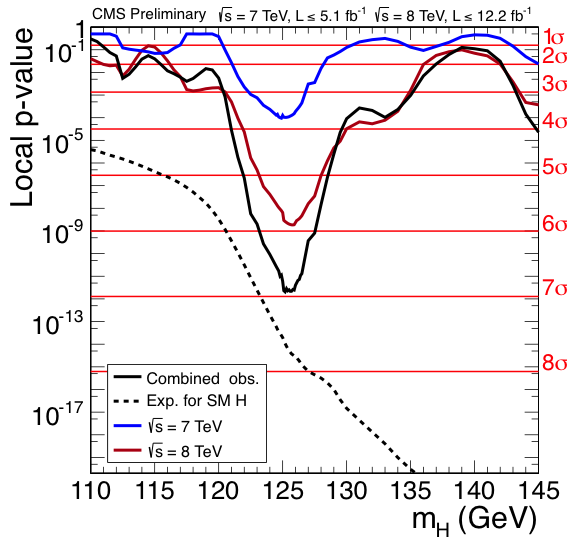 CMS Preliminary √s = 7 TeV, L ≤ 5.1 fb⁻¹ √s = 8 TeV, L ≤ 12.2 fb⁻¹
Local p-value
1
10⁻¹
10⁻⁵
10⁻⁹
10⁻¹³
10⁻¹⁷
1σ
2σ
3σ
4σ
5σ
6σ
7σ
8σ
Combined obs.
Exp. for SM H
√s = 7 TeV
√s = 8 TeV
110 115 120 125 130 135 140 145
m_H (GeV)